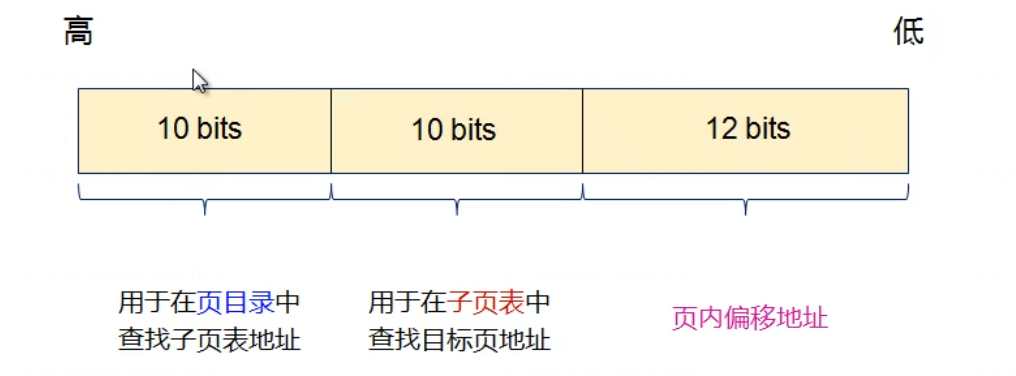 高
低
10 bits
10 bits
12 bits
用于在页目录中
查找子页表地址
用于在子页表中
查找目标页地址
页内偏移地址